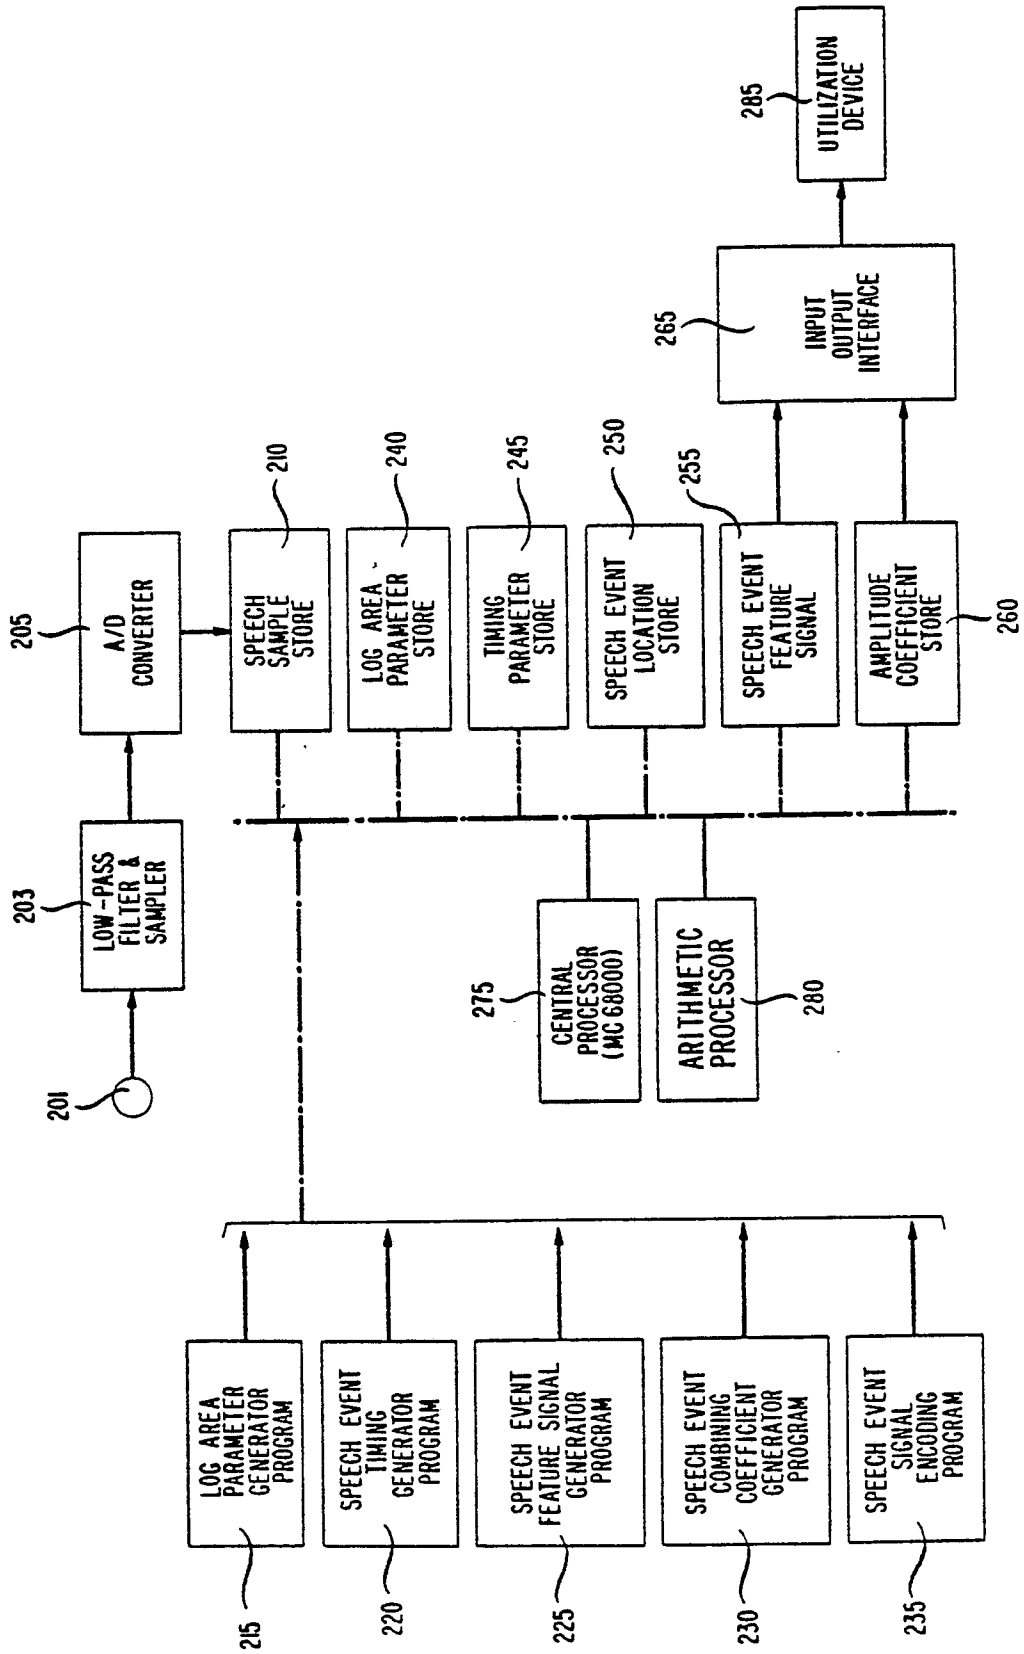 201
203
LOW-PASS
FILTER &
SAMPLER
205
A/D
CONVERTER
215
LOG AREA
PARAMETER
GENERATOR
PROGRAM
220
SPEECH EVENT
TIMING
GENERATOR
PROGRAM
225
SPEECH EVENT
FEATURE SIGNAL
GENERATOR
PROGRAM
230
SPEECH EVENT
COMBINING
COEFFICIENT
GENERATOR
PROGRAM
235
SPEECH EVENT
SIGNAL
ENCODING
PROGRAM
275
CENTRAL
PROCESSOR
(MC 68000)
ARITHMETIC
PROCESSOR
280
SPEECH
SAMPLE
STORE
210
LOG AREA
PARAMETER
STORE
240
TIMING
PARAMETER
STORE
245
SPEECH EVENT
LOCATION
STORE
250
SPEECH EVENT
FEATURE
SIGNAL
255
AMPLITUDE
COEFFICIENT
STORE
260
265
INPUT
OUTPUT
INTERFACE
285
UTILIZATION
DEVICE